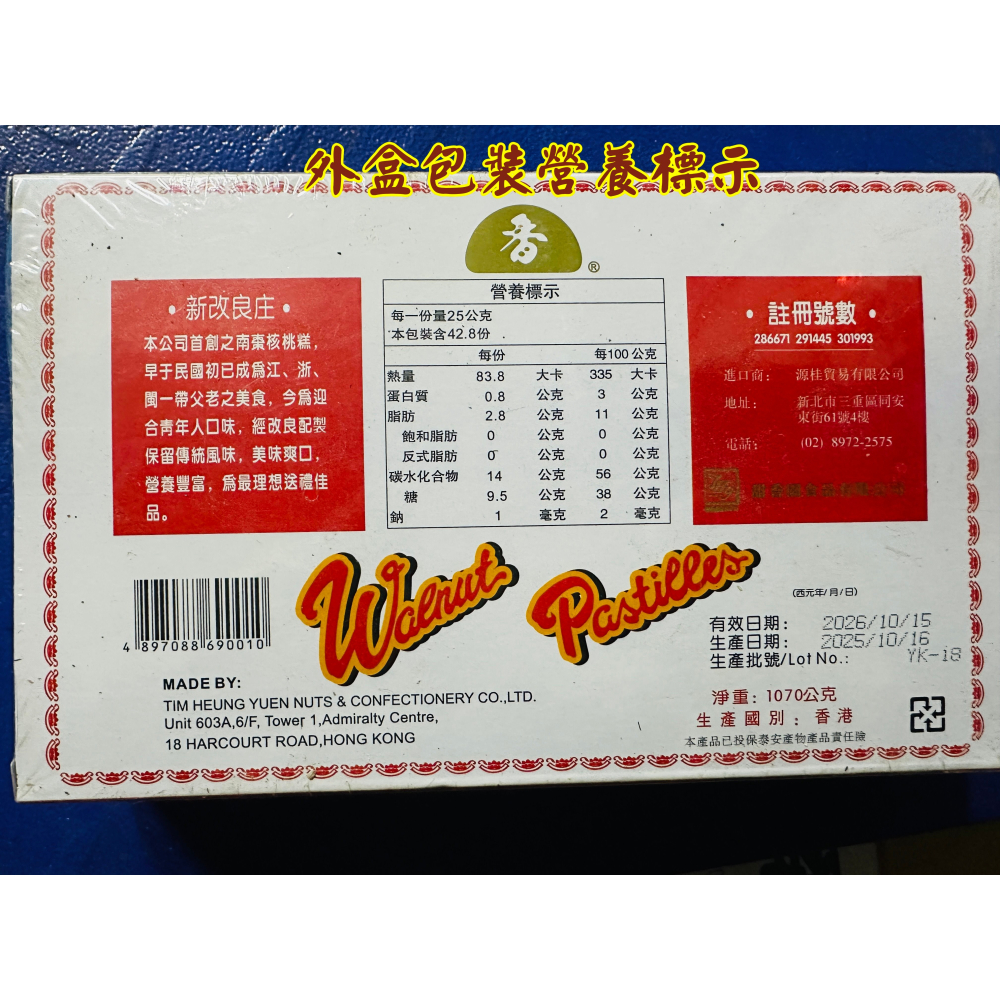 外盒包裝營養標示
香
®
• 新改良庄 •
本公司首創之南棗核桃糕,
早于民國初已成為江、浙、
閩一帶父老之美食，今為迎
合青年人口味，經改良配製
保留傳統風味，美味爽口，
營養豐富，為最理想送禮佳
品。
營養標示
每一份量25公克
本包裝含42.8份
每份 每100公克
熱量 83.8 大卡 335 大卡
蛋白質 0.8 公克 3 公克
脂肪 2.8 公克 11 公克
飽和脂肪 0 公克 0 公克
反式脂肪 0 公克 0 公克
碳水化合物 14 公克 56 公克
糖 9.5 公克 38 公克
鈉 1 毫克 2 毫克
• 註冊號數 •
286671 291445 301993
進口商： 源桂貿易有限公司
地址： 新北市三重區同安
東街61號4樓
電話： (02) 8972-2575
Walnut Pastilles
4 897088 690010
MADE BY:
TIM HEUNG YUEN NUTS & CONFECTIONERY CO.,LTD.
Unit 603A,6/F, Tower 1,Admiralty Centre,
18 HARCOURT ROAD,HONG KONG
(西元年/月/日)
有效日期： 2026/10/15
生產日期： 2025/10/16
生產批號/Lot No.： YK-i8
淨重：1070公克
生產國別：香港
本產品已投保泰安產物產品責任險